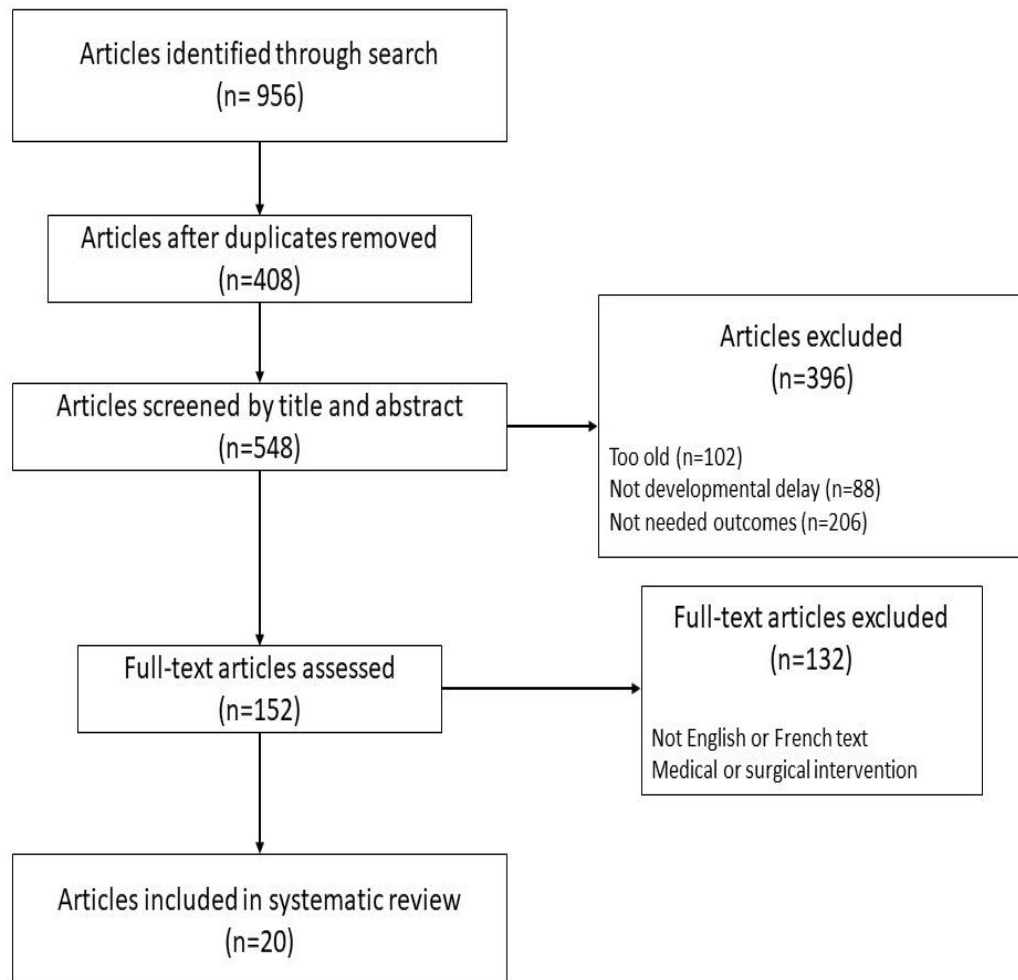 Articles identified through search
(n= 956)
Articles after duplicates removed
(n=408)
Articles screened by title and abstract
(n=548)
Articles excluded
(n=396)
Too old (n=102)
Not developmental delay (n=88)
Not needed outcomes (n=206)
Full-text articles assessed
(n=152)
Full-text articles excluded
(n=132)
Not English or French text
Medical or surgical intervention
Articles included in systematic review
(n=20)